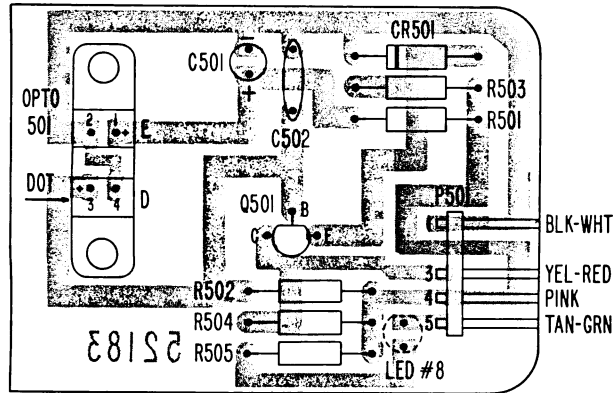 CR501
C501
-
+
OPTO
501
2 1 +
E
C502
R503
R501
DOT
+
3 4
D
Q501
B
C
E
P501
BLK-WHT
3
YEL-RED
4
PINK
5
TAN-GRN
R502
R504
R505
52183
LED #8